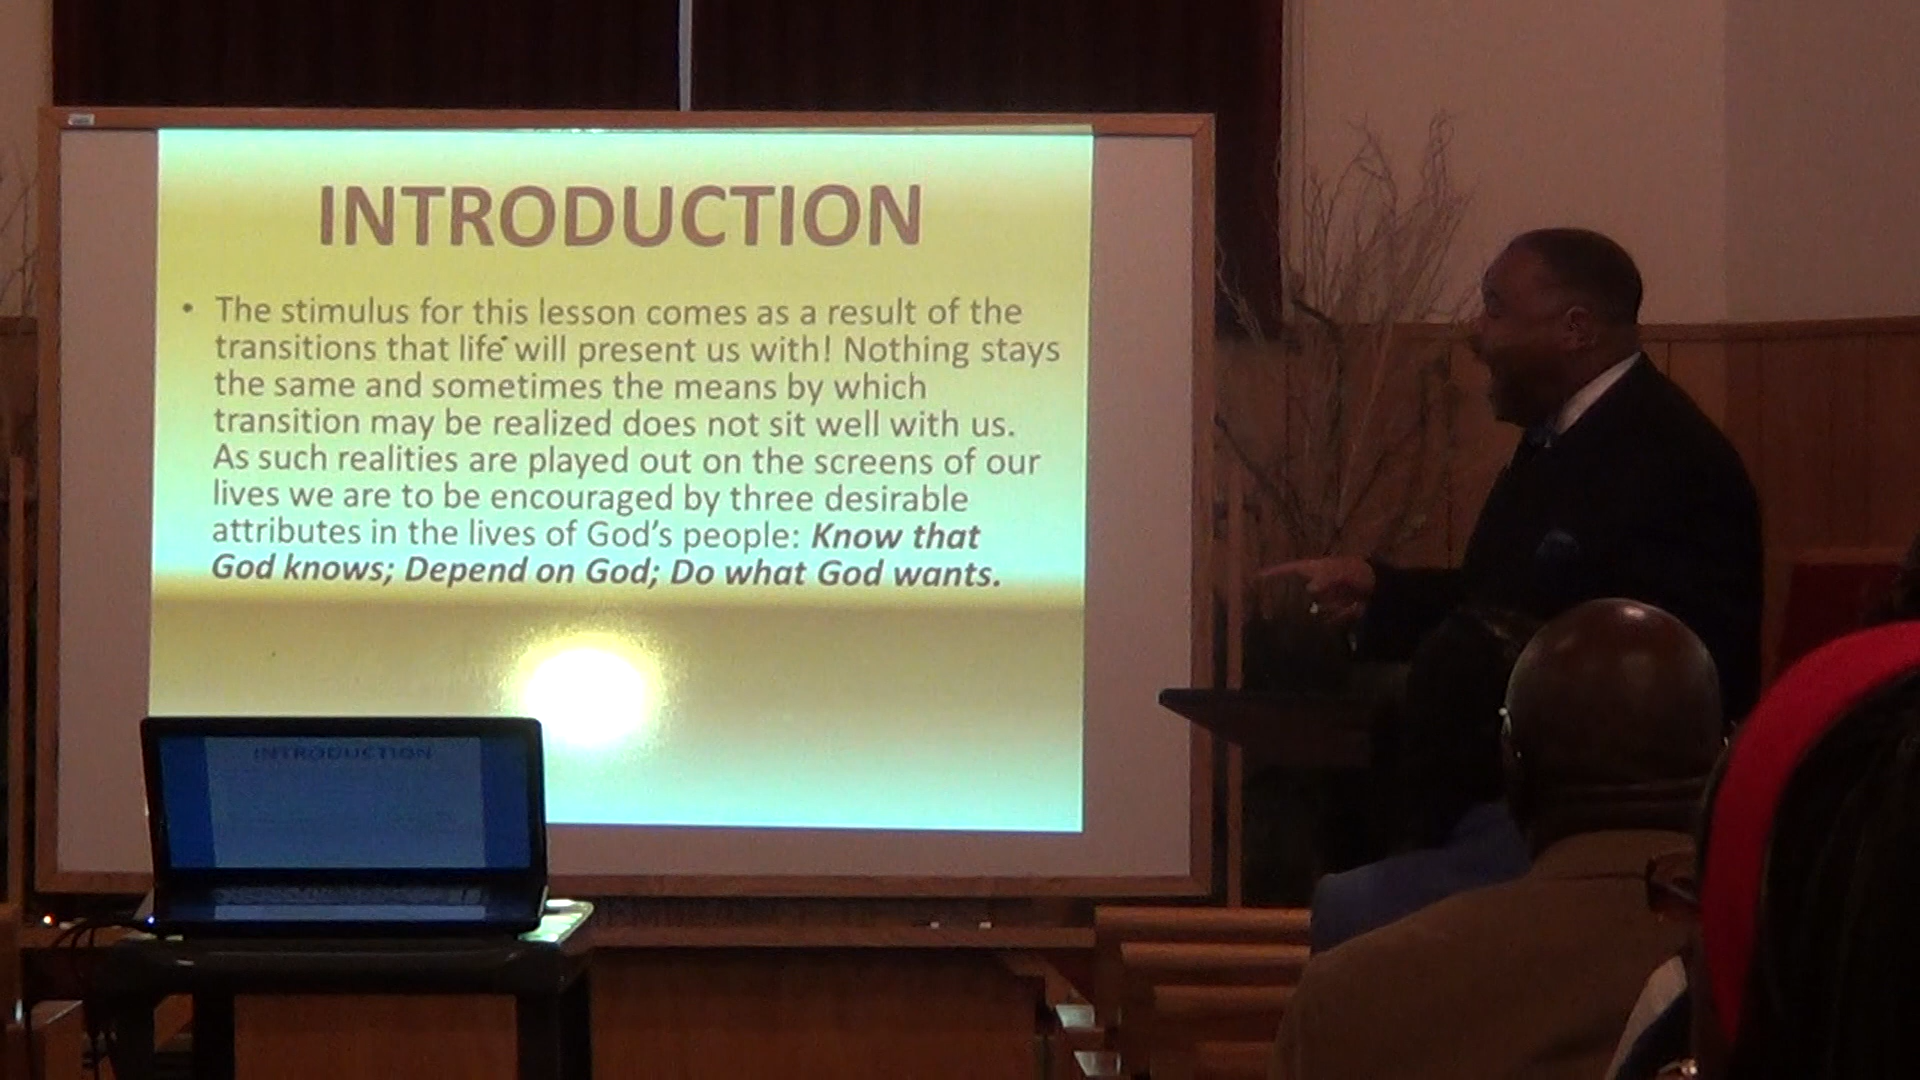 INTRODUCTION
• The stimulus for this lesson comes as a result of the
transitions that life will present us with! Nothing stays
the same and sometimes the means by which
transition may be realized does not sit well with us.
As such realities are played out on the screens of our
lives we are to be encouraged by three desirable
attributes in the lives of God's people: Know that
God knows; Depend on God; Do what God wants.
INTRODUCTION